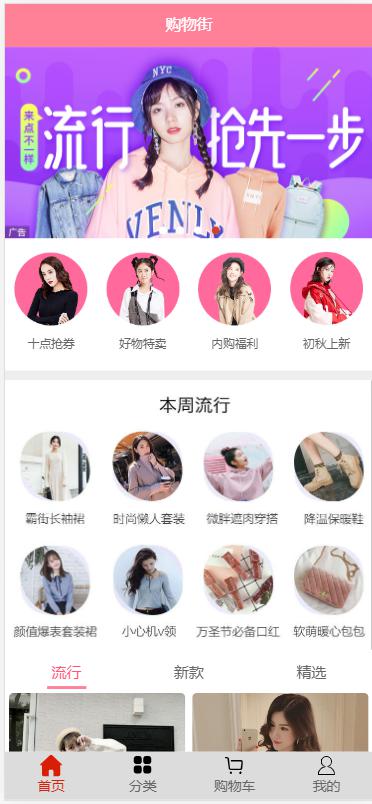 购物街
NYC
来点不一样
流行 抢先一步
广告
十点抢券 好物特卖 内购福利 初秋上新
本周流行
霸街长袖裙 时尚懒人套装 微胖遮肉穿搭 降温保暖鞋
颜值爆表套装裙 小心机v领 万圣节必备口红 软萌暖心包包
流行 新款 精选
首页 分类 购物车 我的